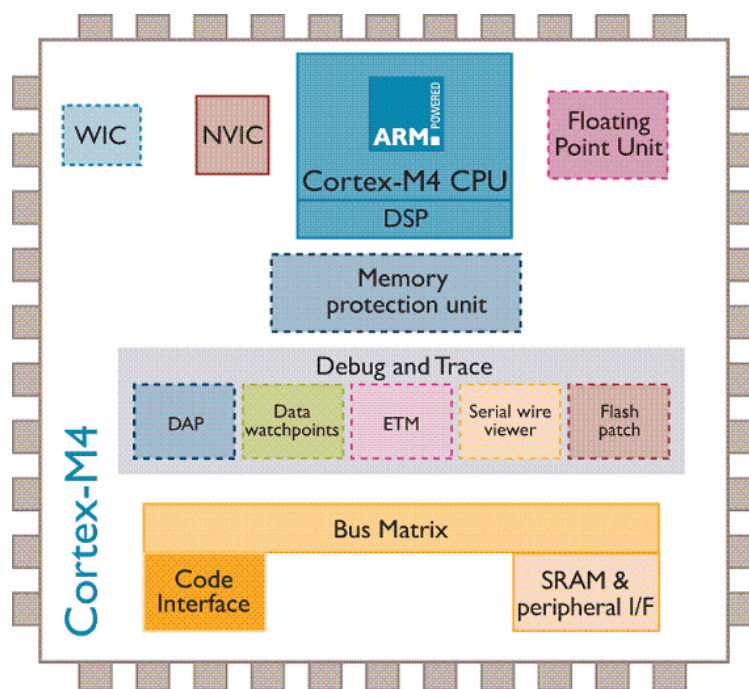 WIC
NVIC
ARM
POWERED
Cortex-M4 CPU
DSP
Floating
Point Unit
Memory
protection unit
Debug and Trace
DAP
Data
watchpoints
ETM
Serial wire
viewer
Flash
patch
Cortex-M4
Bus Matrix
Code
Interface
SRAM &
peripheral I/F